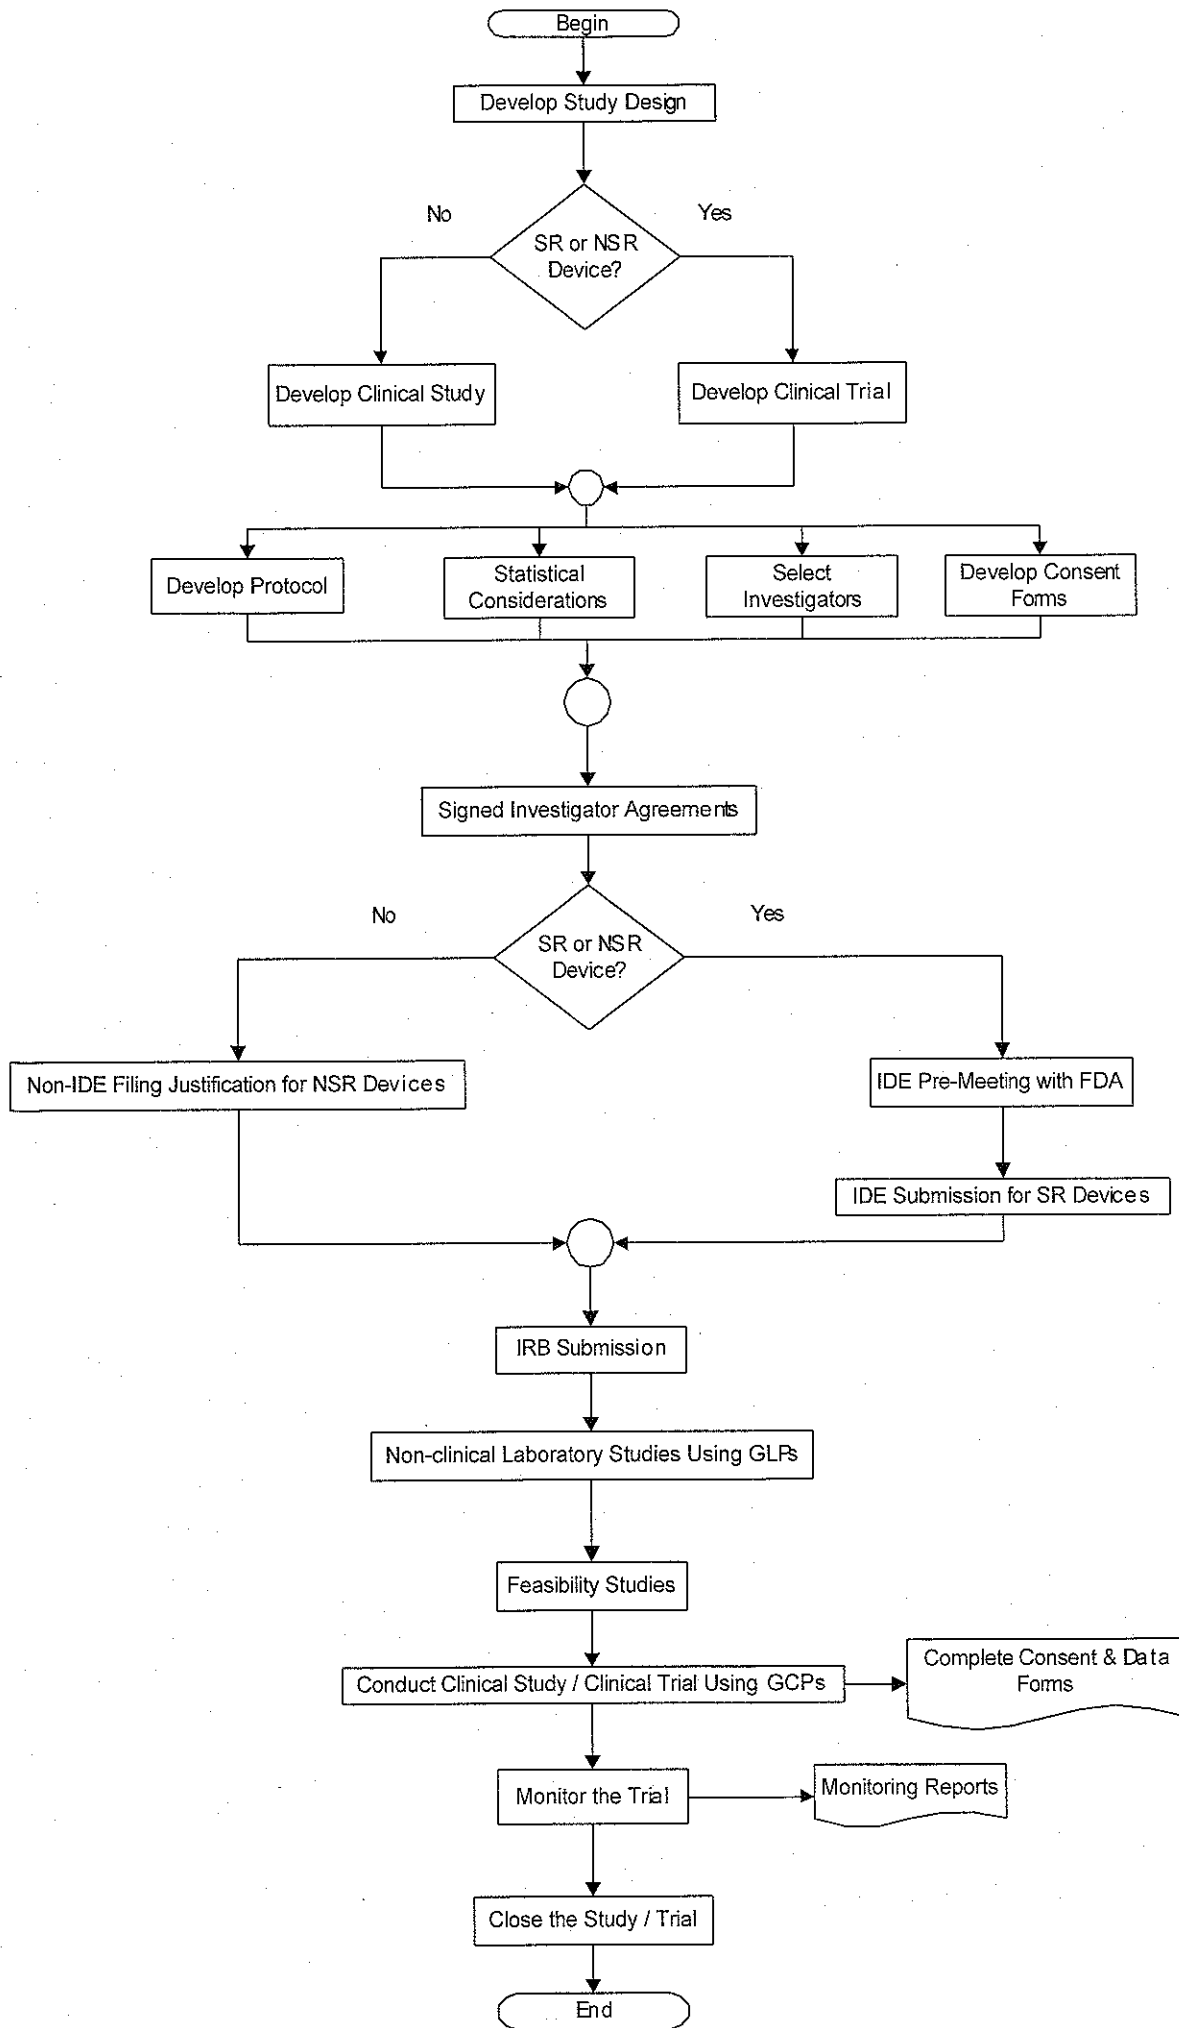 Begin
Develop Study Design
No
Yes
SR or NSR
Device?
Develop Clinical Study
Develop Clinical Trial
Develop Protocol
Statistical
Considerations
Select
Investigators
Develop Consent
Forms
Signed Investigator Agreements
No
Yes
SR or NSR
Device?
Non-IDE Filing Justification for NSR Devices
IDE Pre-Meeting with FDA
IDE Submission for SR Devices
IRB Submission
Non-clinical Laboratory Studies Using GLPs
Feasibility Studies
Conduct Clinical Study / Clinical Trial Using GCPs
Complete Consent & Data
Forms
Monitor the Trial
Monitoring Reports
Close the Study / Trial
End